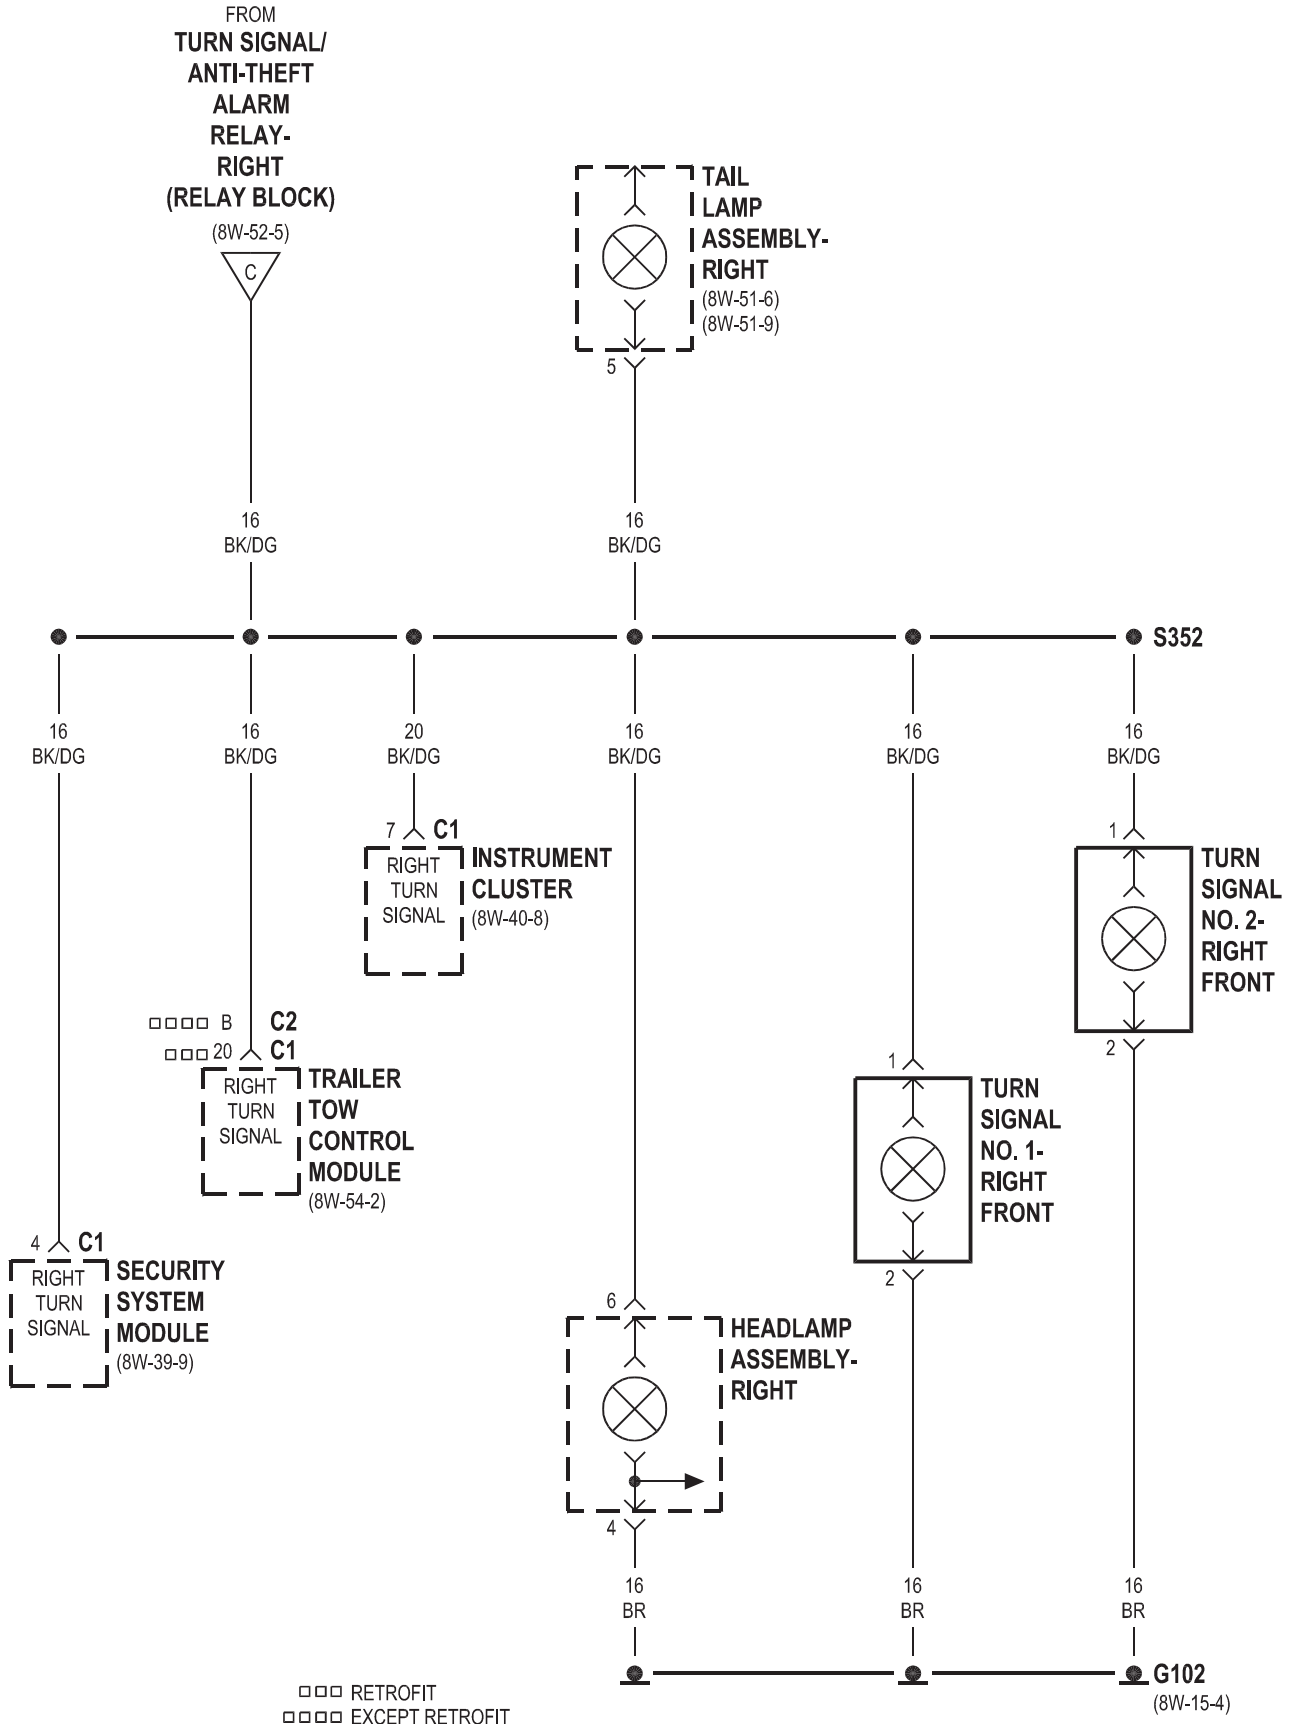 FROM
TURN SIGNAL/
ANTI-THEFT
ALARM
RELAY-
RIGHT
(RELAY BLOCK)
(8W-52-5)
C
TAIL
LAMP
ASSEMBLY-
RIGHT
(8W-51-6)
(8W-51-9)
5
16
BK/DG
16
BK/DG
S352
16
BK/DG
16
BK/DG
20
BK/DG
16
BK/DG
16
BK/DG
16
BK/DG
7 C1
RIGHT
TURN
SIGNAL
INSTRUMENT
CLUSTER
(8W-40-8)
1
TURN
SIGNAL
NO. 2-
RIGHT
FRONT
2
B C2
20 C1
RIGHT
TURN
SIGNAL
TRAILER
TOW
CONTROL
MODULE
(8W-54-2)
1
TURN
SIGNAL
NO. 1-
RIGHT
FRONT
2
4 C1
RIGHT
TURN
SIGNAL
SECURITY
SYSTEM
MODULE
(8W-39-9)
6
HEADLAMP
ASSEMBLY-
RIGHT
4
16
BR
16
BR
16
BR
G102
(8W-15-4)
RETROFIT
EXCEPT RETROFIT